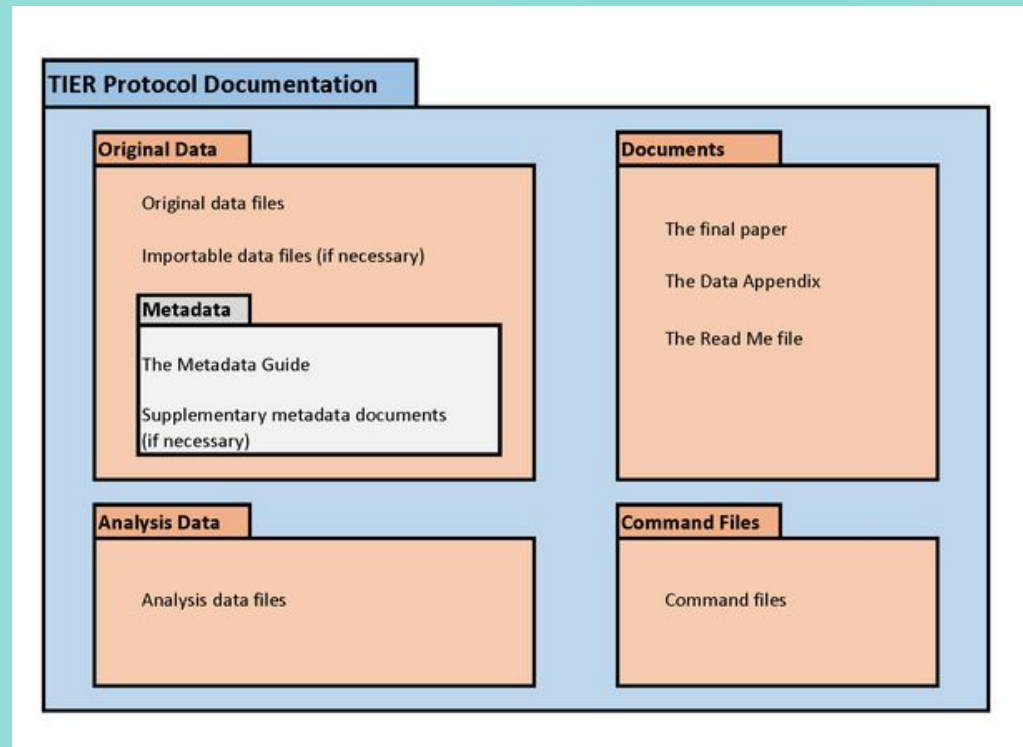 TIER Protocol Documentation
Original Data
Original data files
Importable data files (if necessary)
Metadata
The Metadata Guide
Supplementary metadata documents
(if necessary)
Documents
The final paper
The Data Appendix
The Read Me file
Analysis Data
Analysis data files
Command Files
Command files